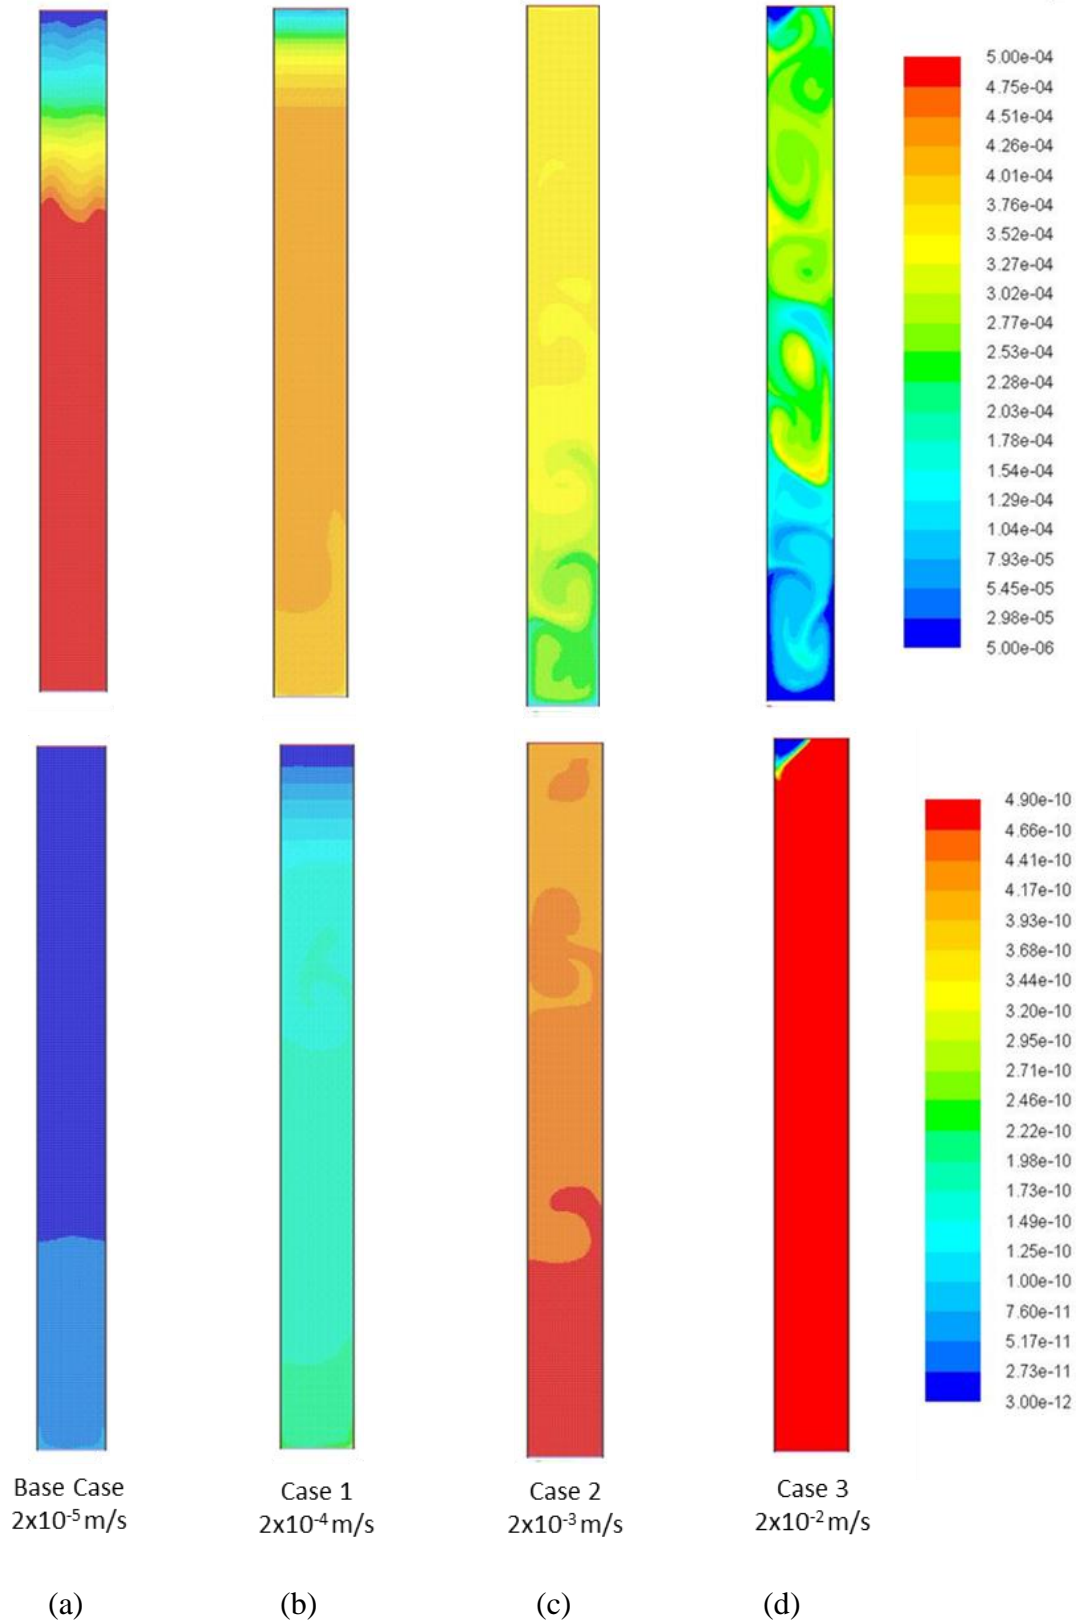 5.00e-04
4.75e-04
4.51e-04
4.26e-04
4.01e-04
3.76e-04
3.52e-04
3.27e-04
3.02e-04
2.77e-04
2.53e-04
2.28e-04
2.03e-04
1.78e-04
1.54e-04
1.29e-04
1.04e-04
7.93e-05
5.45e-05
2.98e-05
5.00e-06
4.90e-10
4.66e-10
4.41e-10
4.17e-10
3.93e-10
3.68e-10
3.44e-10
3.20e-10
2.95e-10
2.71e-10
2.46e-10
2.22e-10
1.98e-10
1.73e-10
1.49e-10
1.25e-10
1.00e-10
7.60e-11
5.17e-11
2.73e-11
3.00e-12
Base Case
2x10⁻⁵ m/s
Case 1
2x10⁻⁴ m/s
Case 2
2x10⁻³ m/s
Case 3
2x10⁻² m/s
(a) (b) (c) (d)